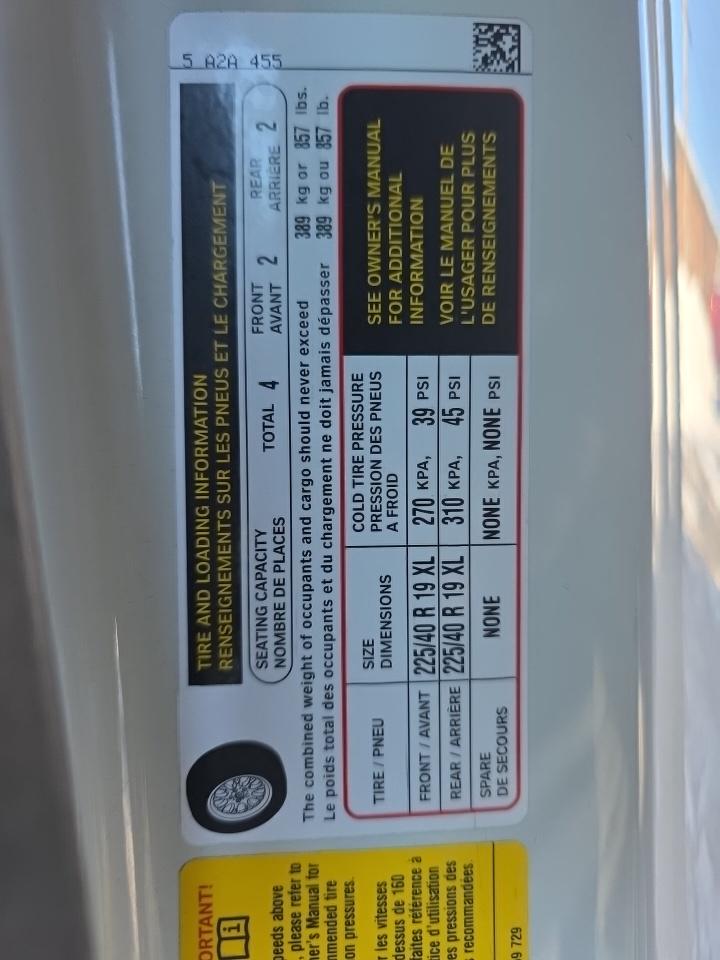 5 A2A 455
TIRE AND LOADING INFORMATION
RENSEIGNEMENTS SUR LES PNEUS ET LE CHARGEMENT
SEATING CAPACITY TOTAL 4 FRONT 2 REAR 2
NOMBRE DE PLACES AVANT ARRIÈRE
The combined weight of occupants and cargo should never exceed 389 kg or 857 lbs.
Le poids total des occupants et du chargement ne doit jamais dépasser 389 kg ou 857 lb.
TIRE / PNEU
SIZE
DIMENSIONS
COLD TIRE PRESSURE
PRESSION DES PNEUS
A FROID
FRONT / AVANT 225/40 R 19 XL 270 KPA, 39 PSI
REAR / ARRIÈRE 225/40 R 19 XL 310 KPA, 45 PSI
SPARE
DE SECOURS NONE NONE KPA, NONE PSI
SEE OWNER'S MANUAL
FOR ADDITIONAL
INFORMATION
VOIR LE MANUEL DE
L'USAGER POUR PLUS
DE RENSEIGNEMENTS
ORTANT!
peeds above
, please refer to
ner's Manual for
mmended tire
on pressures.
r les vitesses
dessus de 160
faites référence à
tice d'utilisation
es pressions des
recommandées.
9 729